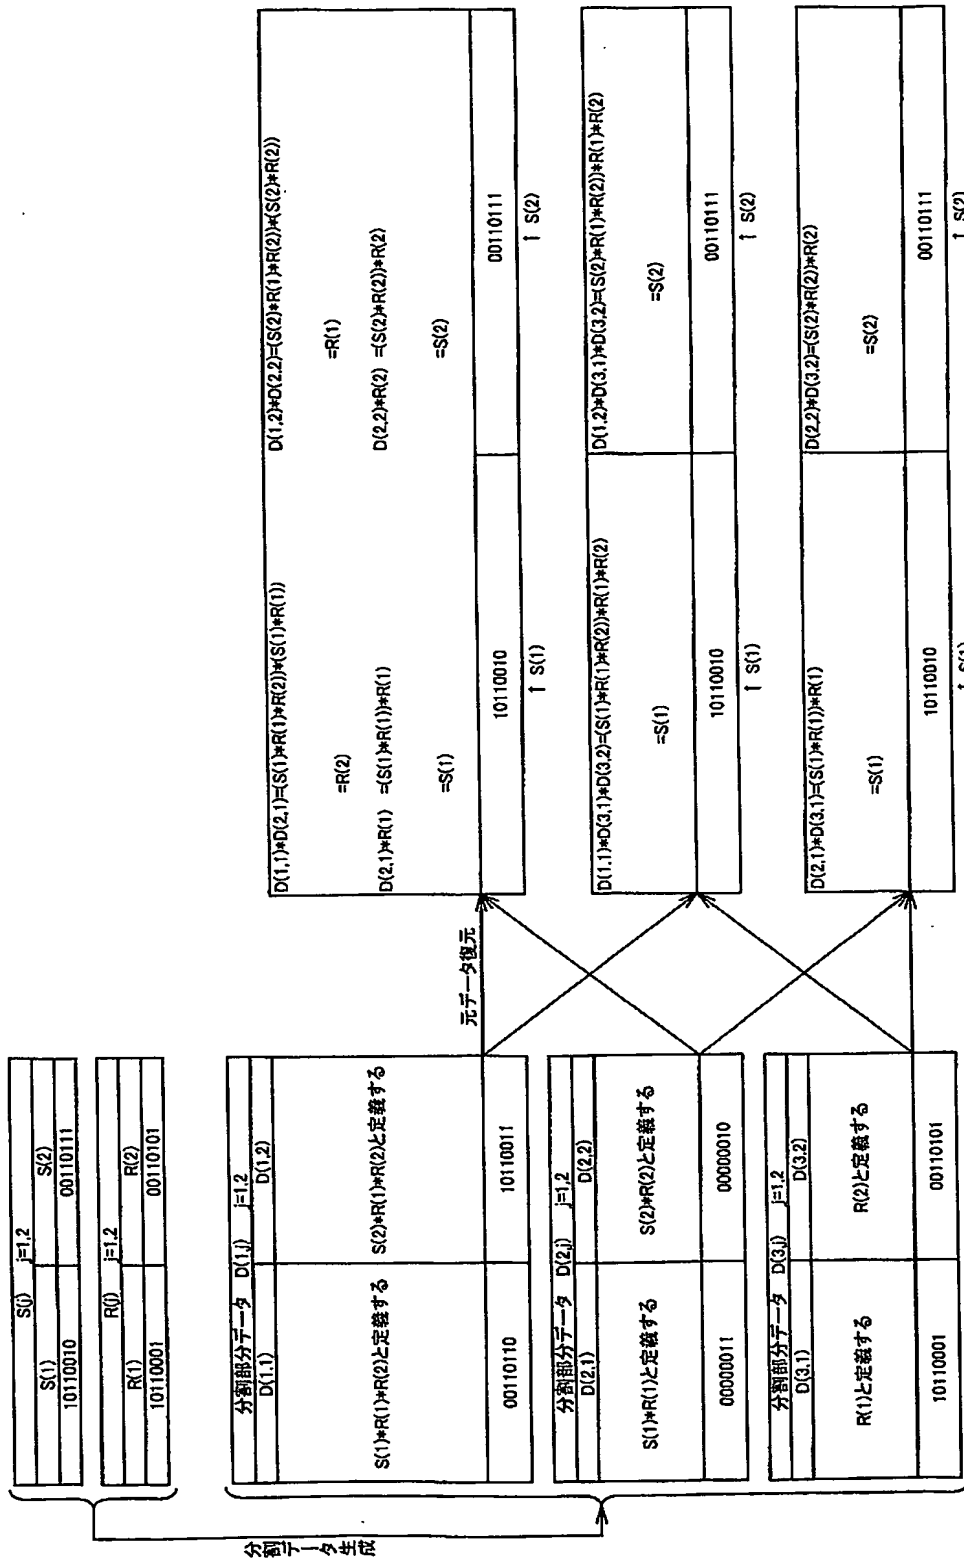 S(j) j=1,2
S(1) S(2)
10110010 00110111
R(j) j=1,2
R(1) R(2)
10110001 00110101
分割データ生成
分割部分データ D(1,j) j=1,2
D(1,1) D(1,2)
S(1)*R(1)*R(2)と定義する S(2)*R(1)*R(2)と定義する
00110110 10110011
分割部分データ D(2,j) j=1,2
D(2,1) D(2,2)
S(1)*R(1)と定義する S(2)*R(2)と定義する
00000011 00000010
分割部分データ D(3,j) j=1,2
D(3,1) D(3,2)
R(1)と定義する R(2)と定義する
10110001 00110101
元データ復元
D(1,1)*D(2,1)=(S(1)*R(1)*R(2))*(S(1)*R(1)) D(1,2)*D(2,2)=(S(2)*R(1)*R(2))*(S(2)*R(2))
=R(2) =R(1)
D(2,1)*R(1) =(S(1)*R(1))*R(1) D(2,2)*R(2) =(S(2)*R(2))*R(2)
=S(1) =S(2)
10110010 00110111
↑ S(1) ↑ S(2)
D(1,1)*D(3,1)*D(3,2)=(S(1)*R(1)*R(2))*R(1)*R(2) D(1,2)*D(3,1)*D(3,2)=(S(2)*R(1)*R(2))*R(1)*R(2)
=S(1) =S(2)
10110010 00110111
↑ S(1) ↑ S(2)
D(2,1)*D(3,1)=(S(1)*R(1))*R(1) D(2,2)*D(3,2)=(S(2)*R(2))*R(2)
=S(1) =S(2)
10110010 00110111
↑ S(1) ↑ S(2)